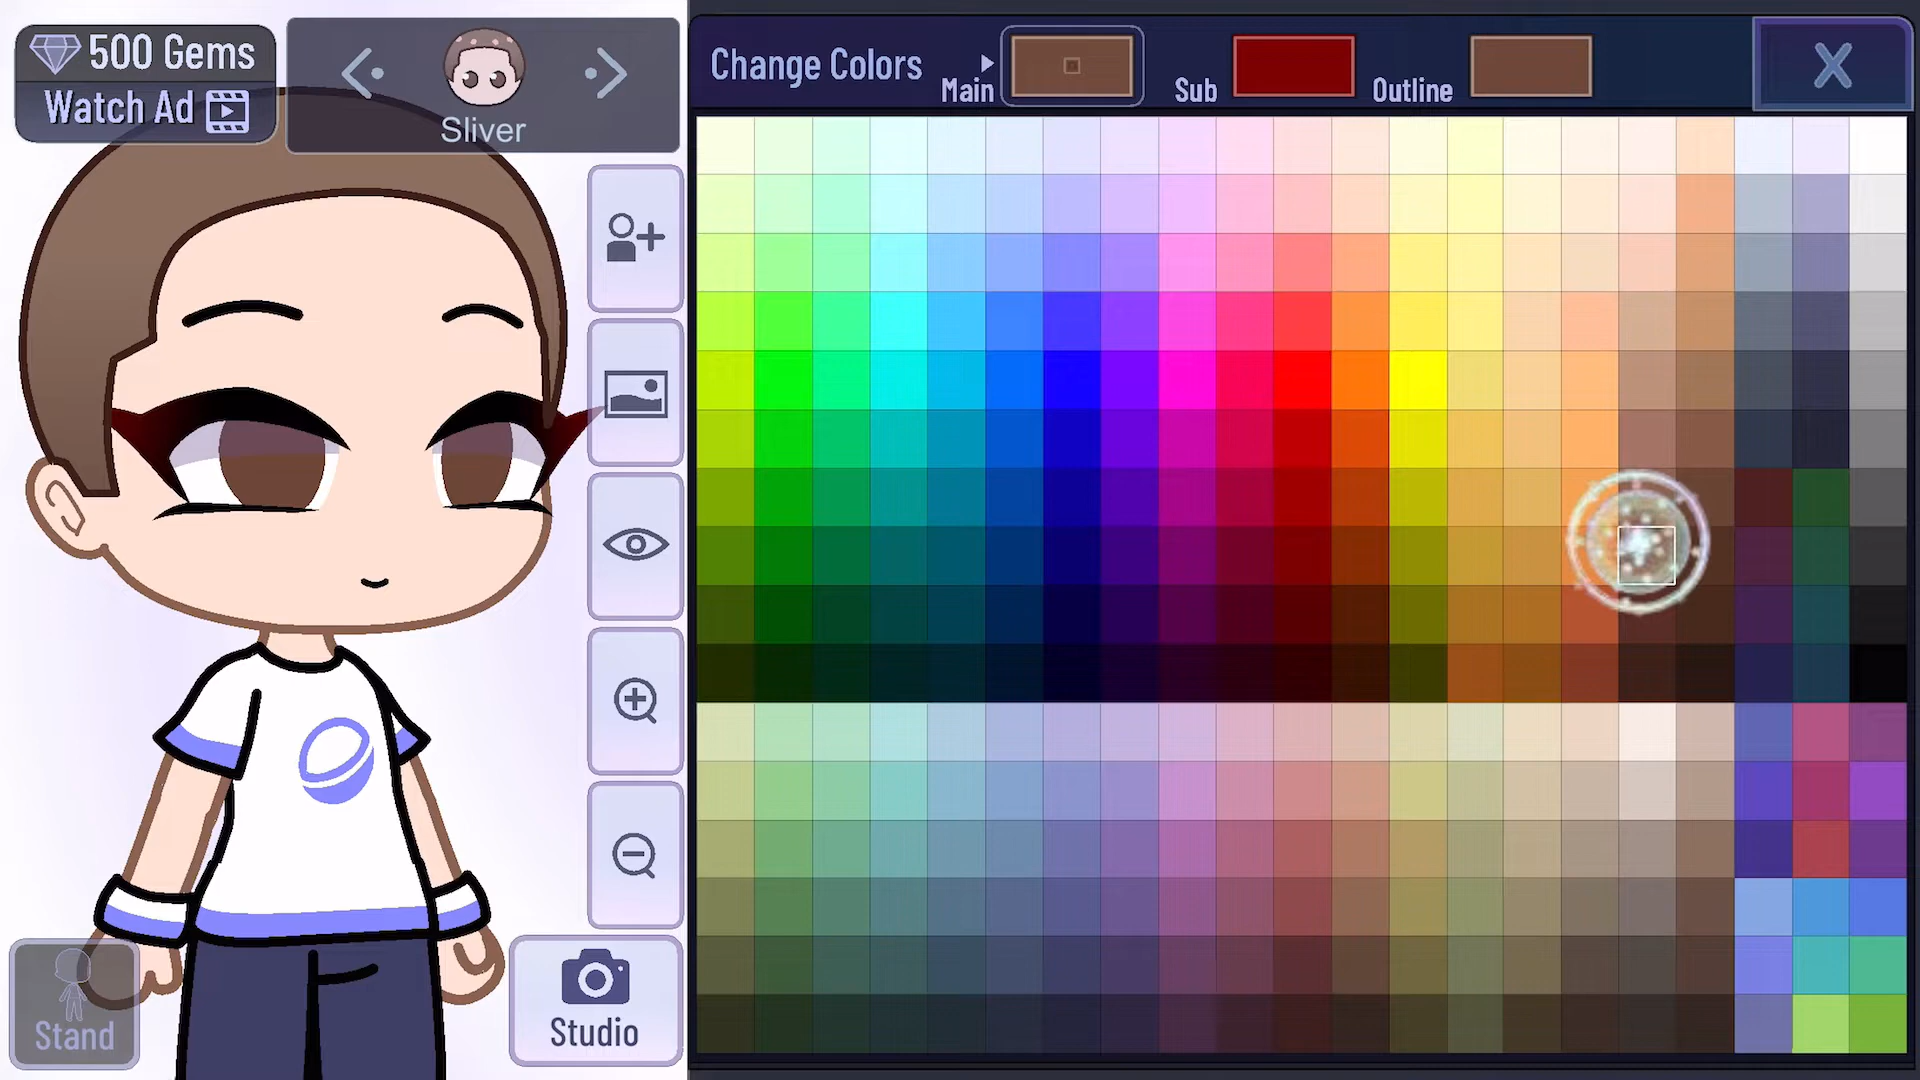 500 Gems
Watch Ad
Sliver
Change Colors
Main
Sub
Outline
X
Stand
Studio